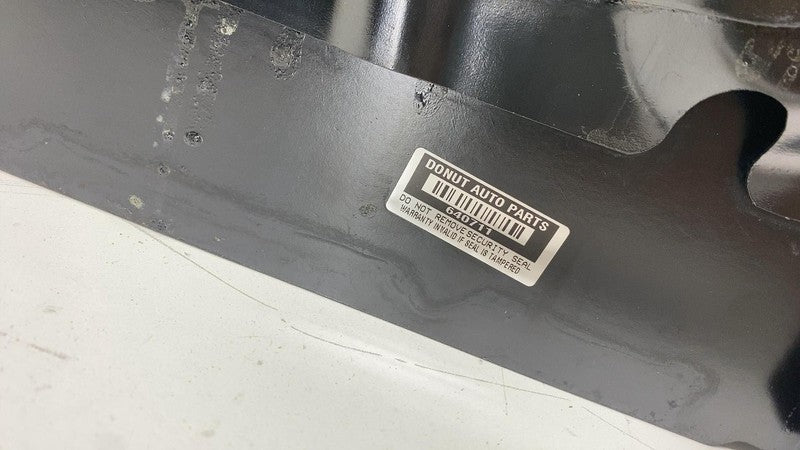 DONUT AUTO PARTS
640711
DO NOT REMOVE SECURITY SEAL
WARRANTY INVALID IF SEAL IS TAMPERED